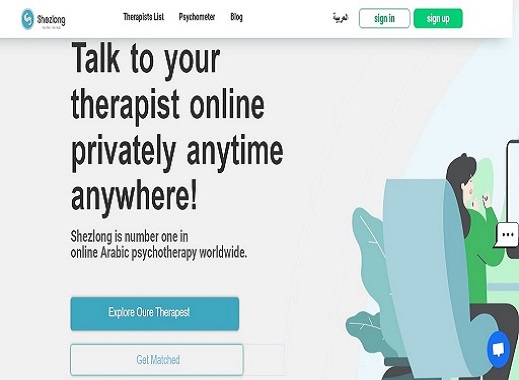 Shezlong
Therapists List
Psychometer
Blog
العربية
sign in
sign up
Talk to your
therapist online
privately anytime
anywhere!
Shezlong is number one in
online Arabic psychotherapy worldwide.
Explore Oure Therapest
Get Matched